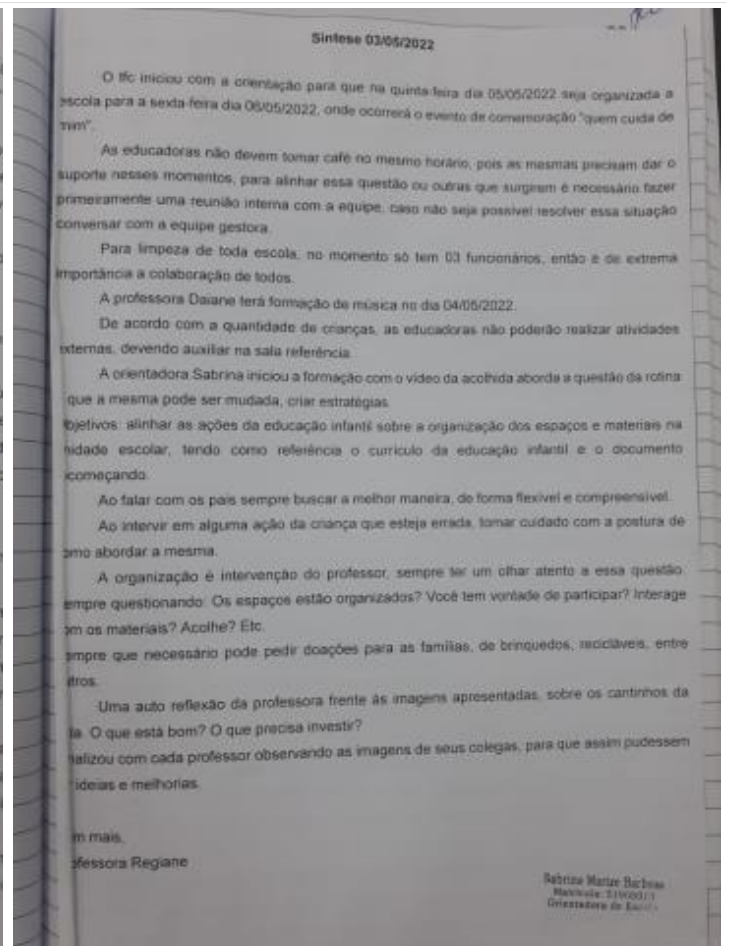 Síntese 03/05/2022
O tfc iniciou com a orientação para que na quinta-feira dia 05/05/2022 seja organizada a
escola para a sexta-feira dia 06/05/2022, onde ocorrerá o evento de comemoração "quem cuida de
mim".
As educadoras não devem tomar café no mesmo horário, pois as mesmas precisam dar o
suporte nesses momentos, para alinhar essa questão ou outras que surgirem é necessário fazer
primeiramente uma reunião interna com a equipe, caso não seja possível resolver essa situação
conversar com a equipe gestora.
Para limpeza de toda escola, no momento só tem 03 funcionários, então é de extrema
importância a colaboração de todos.
A professora Daiane terá formação de música no dia 04/05/2022.
De acordo com a quantidade de crianças, as educadoras não poderão realizar atividades
xternas, devendo auxiliar na sala referência.
A orientadora Sabrina iniciou a formação com o vídeo da acolhida aborda a questão da rotina
que a mesma pode ser mudada, criar estratégias.
bjetivos: alinhar as ações da educação infantil sobre a organização dos espaços e materiais na
nidade escolar, tendo como referência o currículo da educação infantil e o documento
começando.
Ao falar com os pais sempre buscar a melhor maneira, de forma flexível e compreensível.
Ao intervir em alguma ação da criança que esteja errada, tomar cuidado com a postura de
omo abordar a mesma.
A organização é intervenção do professor, sempre ter um olhar atento a essa questão.
empre questionando: Os espaços estão organizados? Você tem vontade de participar? Interage
om os materiais? Acolhe? Etc.
empre que necessário pode pedir doações para as famílias, de brinquedos, recicláveis, entre
utros.
Uma auto reflexão da professora frente às imagens apresentadas, sobre os cantinhos da
la. O que está bom? O que precisa investir?
nalizou com cada professor observando as imagens de seus colegas, para que assim pudessem
ideias e melhorias.
m mais,
ofessora Regiane
Sabrina Barbosa
Matrícula:
Orientadora de